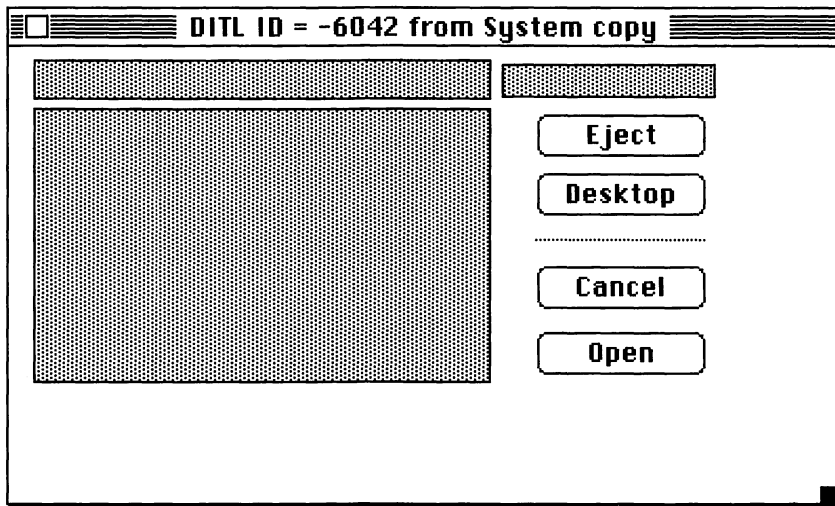 DITL ID = -6042 from System copy
Eject
Desktop
Cancel
Open